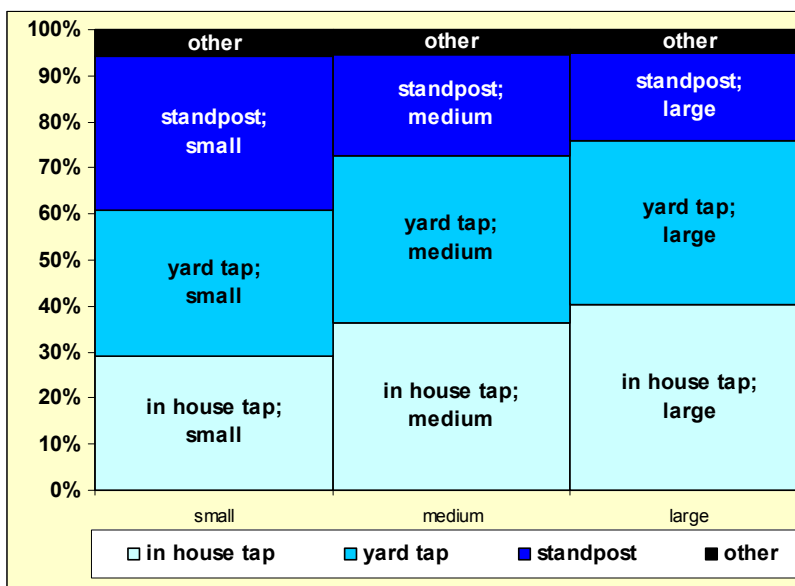 100%
90%
80%
70%
60%
50%
40%
30%
20%
10%
0%
other
other
other
standpost;
small
standpost;
medium
standpost;
large
yard tap;
small
yard tap;
medium
yard tap;
large
in house tap;
small
in house tap;
medium
in house tap;
large
small medium large
in house tap yard tap standpost other